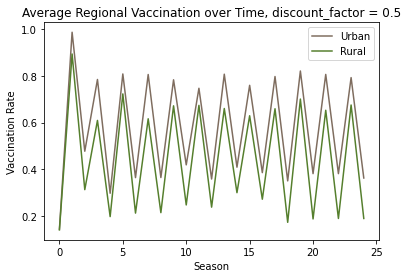 Average Regional Vaccination over Time, discount_factor = 0.5
Urban
Rural
1.0
0.8
0.6
0.4
0.2
Vaccination Rate
0
5
10
15
20
25
Season